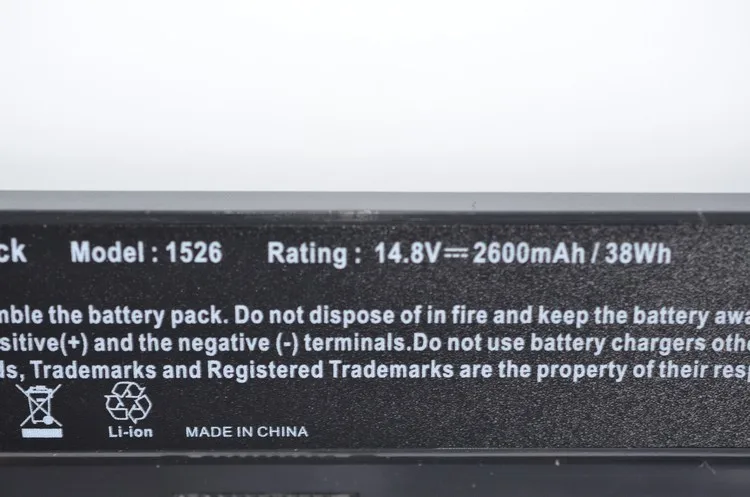 ck Model : 1526 Rating : 14.8V⎓2600mAh / 38Wh
mble the battery pack. Do not dispose of in fire and keep the battery awa
sitive(+) and the negative (-) terminals.Do not use battery chargers othe
ls, Trademarks and Registered Trademarks are the property of their resp
Li-ion MADE IN CHINA